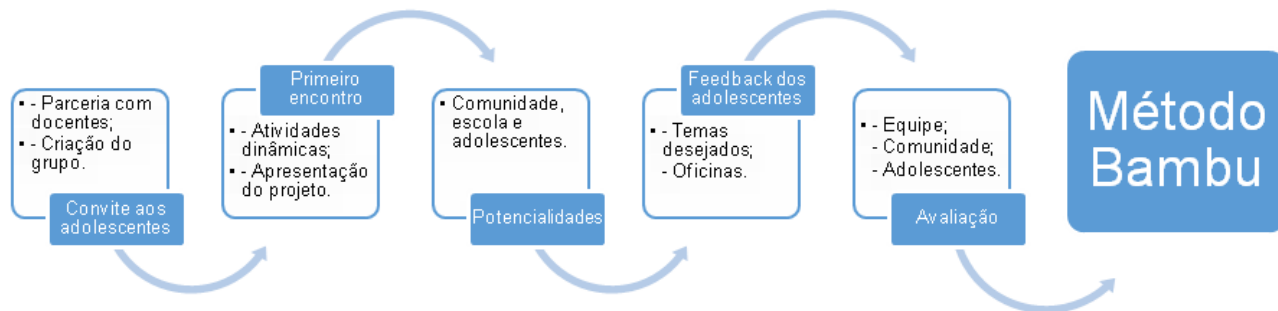 ▪ - Parceria com
docentes;
▪ - Criação do
grupo.
Convite aos
adolescentes
Primeiro
encontro
▪ - Atividades
dinâmicas;
▪ - Apresentação
do projeto.
▪ Comunidade,
escola e
adolescentes.
Potencialidades
Feedback dos
adolescentes
▪ - Temas
desejados;
- Oficinas.
▪ - Equipe;
- Comunidade;
- Adolescentes.
Avaliação
Método
Bambu